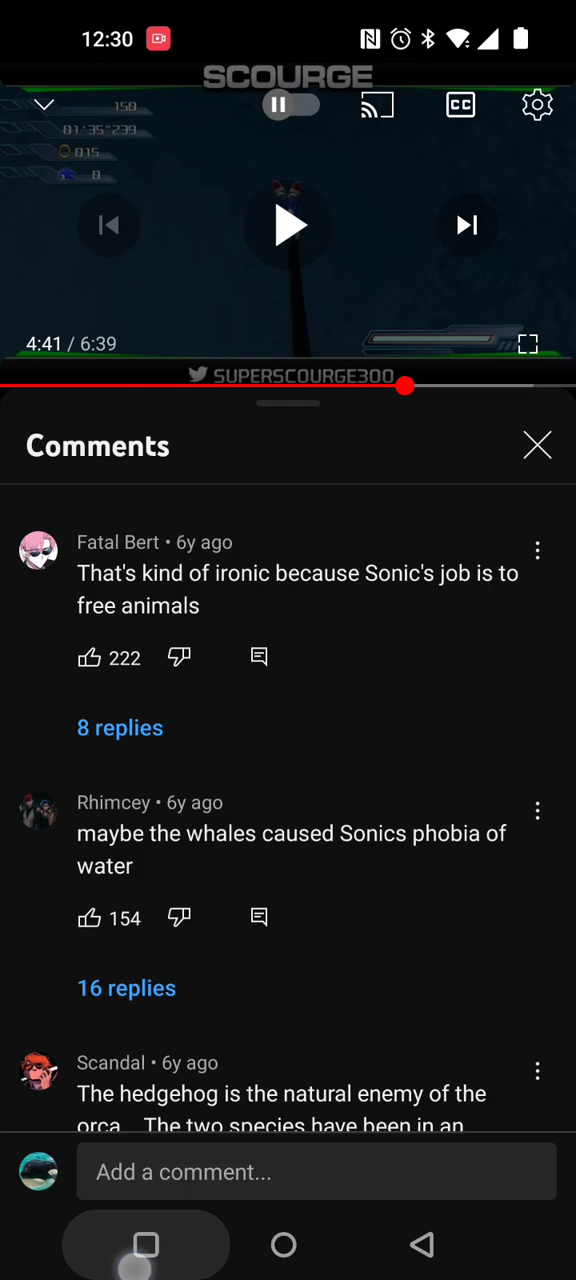 12:30
SCOURGE
CC
150
01'35"239
015
0
4:41 / 6:39
SUPERSCOURGE300
Comments
Fatal Bert • 6y ago
That's kind of ironic because Sonic's job is to
free animals
222
8 replies
Rhimcey • 6y ago
maybe the whales caused Sonics phobia of
water
154
16 replies
Scandal • 6y ago
The hedgehog is the natural enemy of the
orca... The two species have been in an
Add a comment...